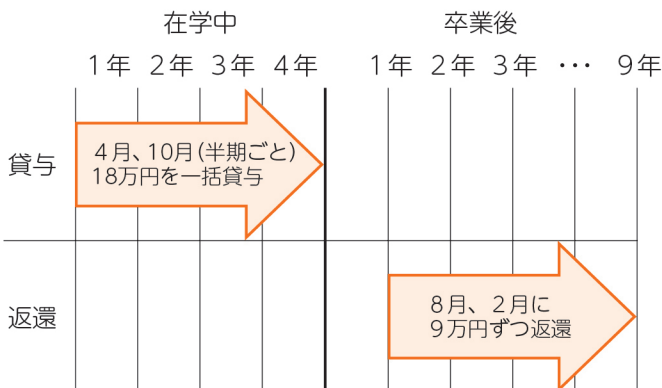 在学中 卒業後
1年 2年 3年 4年 1年 2年 3年 … 9年
貸与
4月、10月(半期ごと)
18万円を一括貸与
返還
8月、2月に
9万円ずつ返還